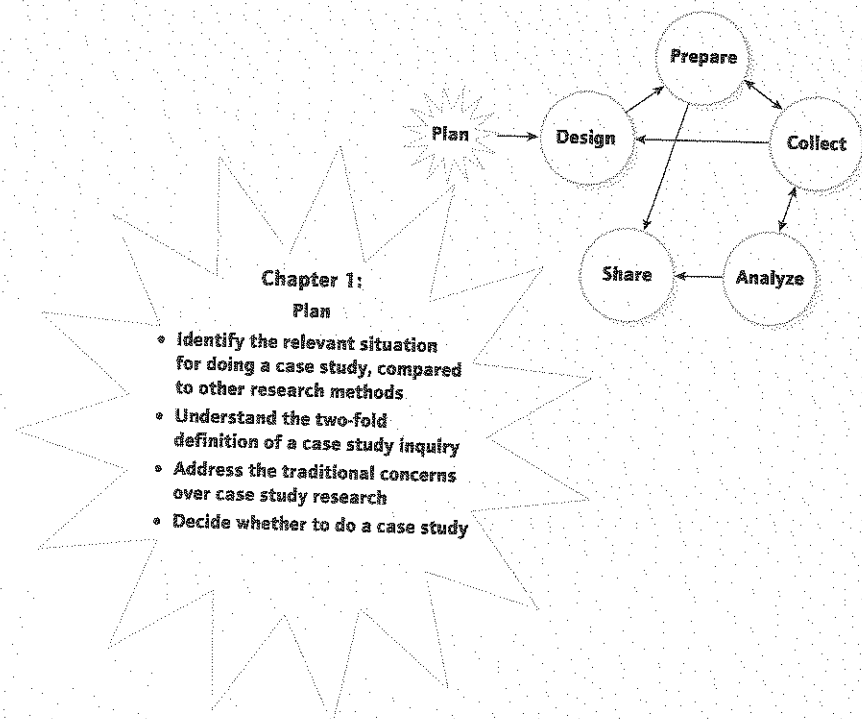 Prepare
Plan
Design
Collect
Share
Analyze
Chapter 1:
Plan
• Identify the relevant situation
for doing a case study, compared
to other research methods
• Understand the two-fold
definition of a case study inquiry
• Address the traditional concerns
over case study research
• Decide whether to do a case study